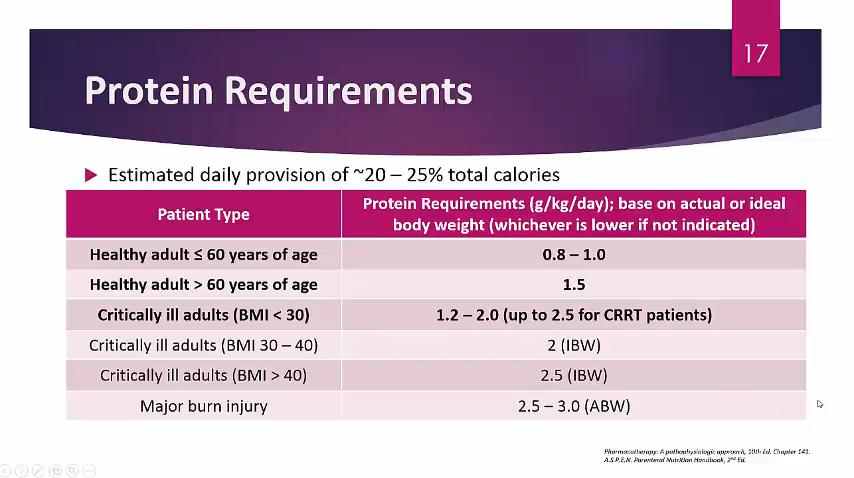 17
Protein Requirements
Estimated daily provision of ~20 – 25% total calories
Patient Type
Protein Requirements (g/kg/day); base on actual or ideal
body weight (whichever is lower if not indicated)
Healthy adult ≤ 60 years of age
0.8 – 1.0
Healthy adult > 60 years of age
1.5
Critically ill adults (BMI < 30)
1.2 – 2.0 (up to 2.5 for CRRT patients)
Critically ill adults (BMI 30 – 40)
2 (IBW)
Critically ill adults (BMI > 40)
2.5 (IBW)
Major burn injury
2.5 – 3.0 (ABW)
Pharmacotherapy: A pathophysiologic approach, 10th Ed. Chapter 141.
A.S.P.E.N. Parenteral Nutrition Handbook, 2nd Ed.